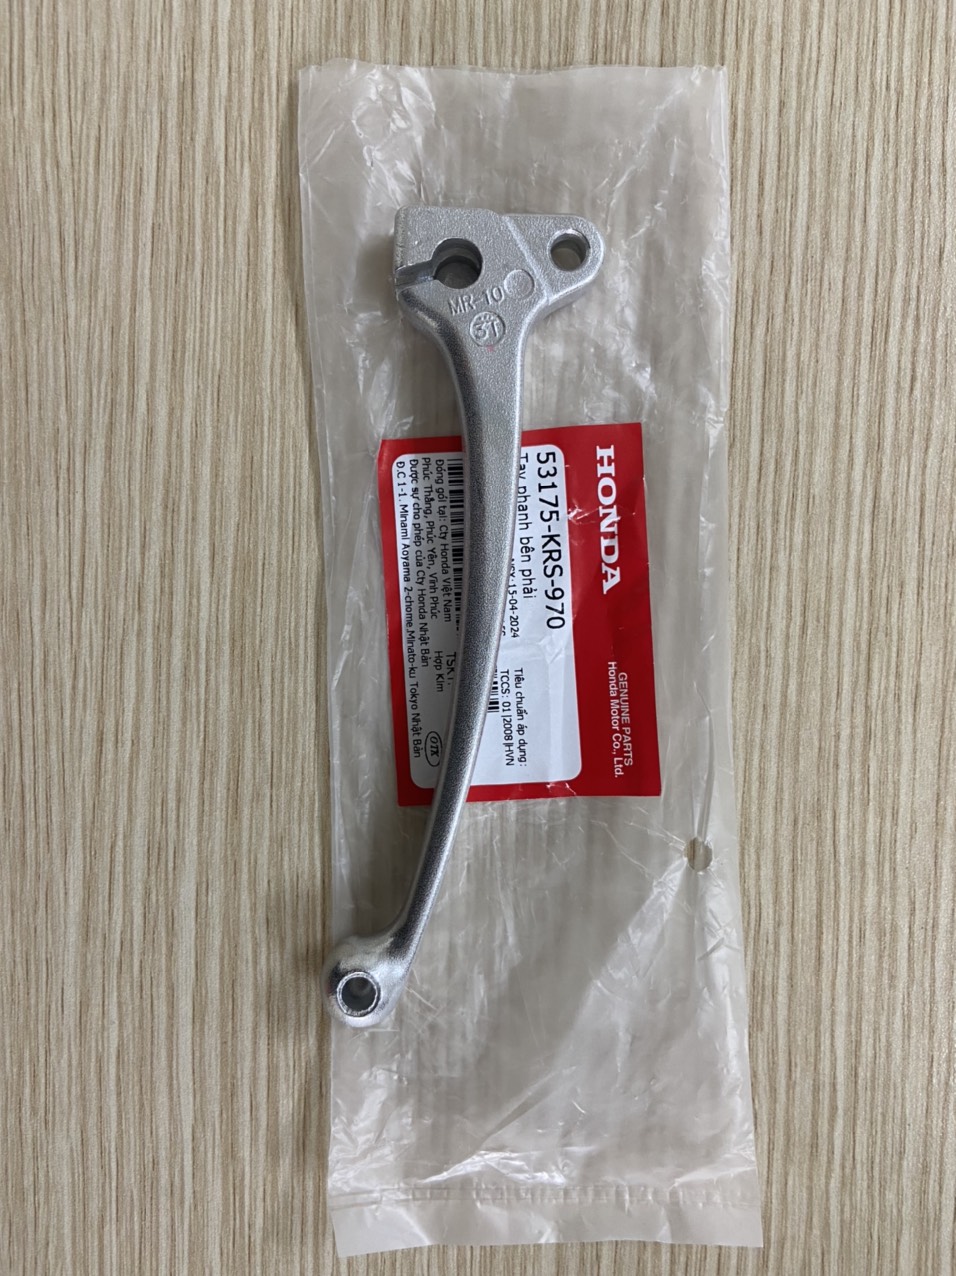 MR-10
3T
HONDA
GENUINE PARTS
Honda Motor Co., Ltd.
53175-KRS-970
Tay phanh bên phải
NSX:15-04-2024
Tiêu chuẩn áp dụng :
TCCS: 01|2008|HVN
TSKT:
Hợp Kim
Đóng gói tại: Cty Honda Việt Nam
Phúc Thắng, Phúc Yên, Vĩnh Phúc
Được sự cho phép của Cty Honda Nhật Bản
Đ.C 1-1. Minami Aoyama 2-chome.Minato-ku Tokyo Nhật Bản
OTK